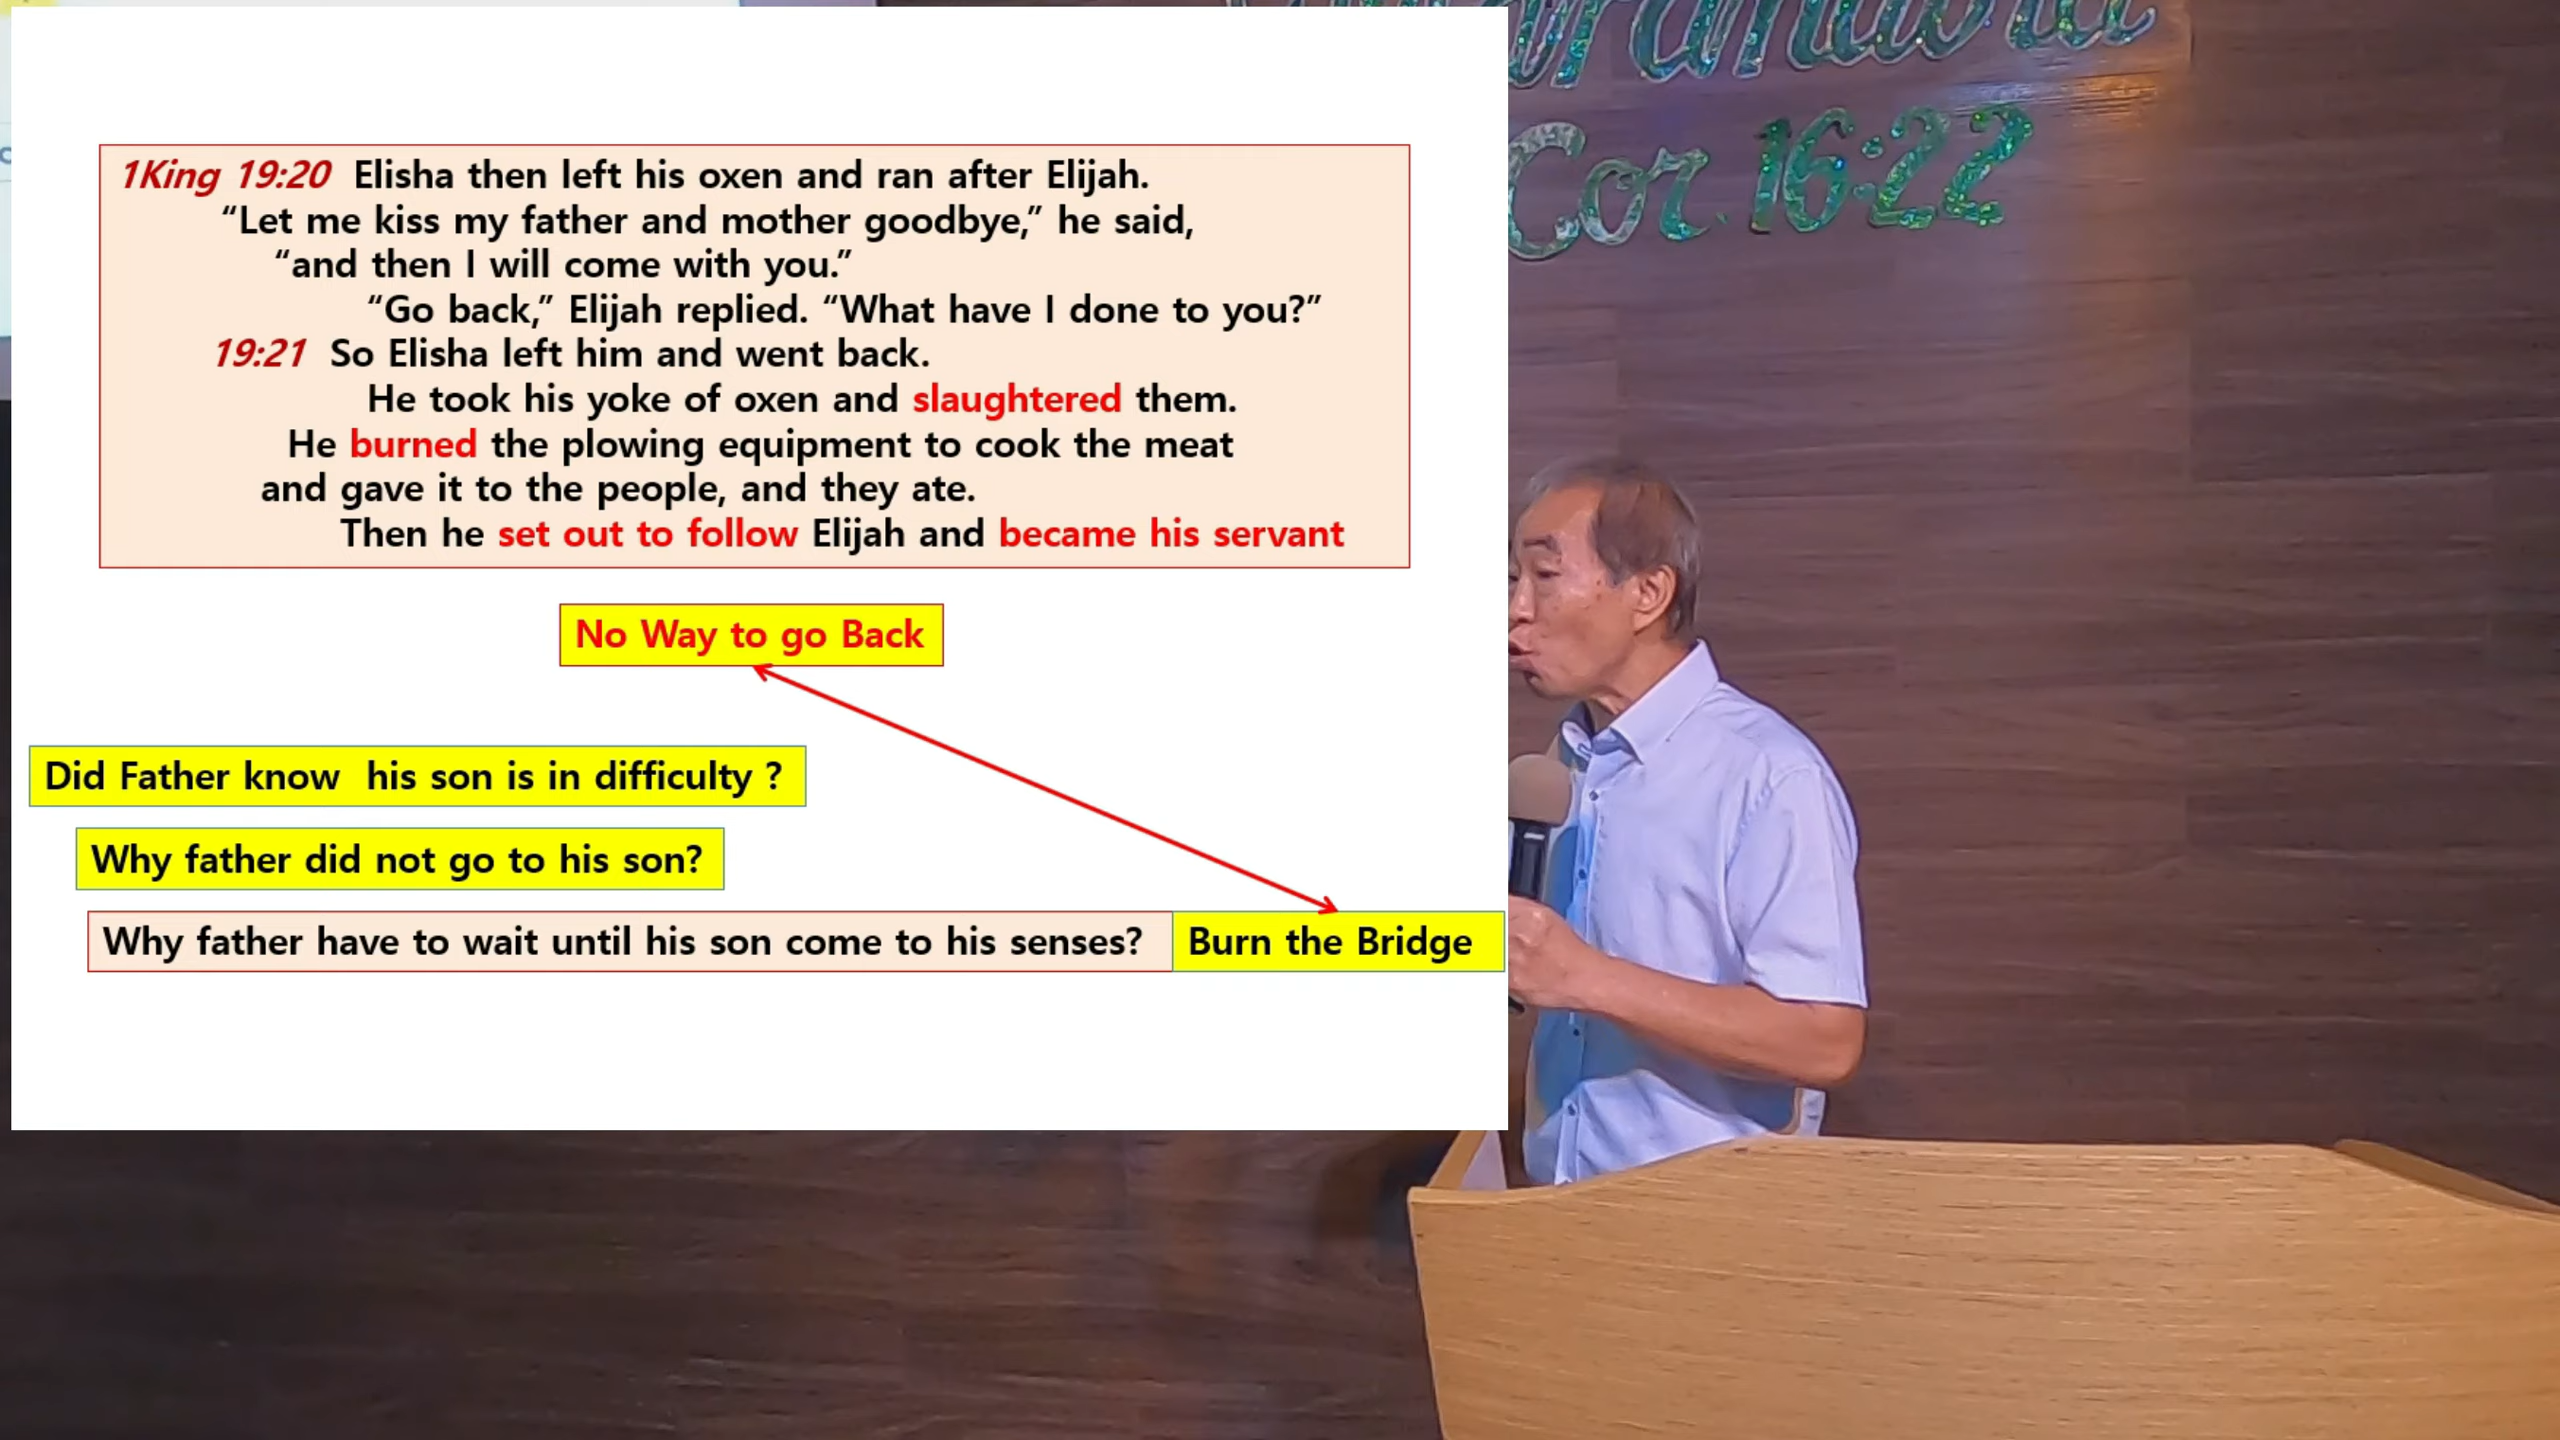 1King 19:20 Elisha then left his oxen and ran after Elijah.
“Let me kiss my father and mother goodbye,” he said,
“and then I will come with you.”
“Go back,” Elijah replied. “What have I done to you?”
19:21 So Elisha left him and went back.
He took his yoke of oxen and slaughtered them.
He burned the plowing equipment to cook the meat
and gave it to the people, and they ate.
Then he set out to follow Elijah and became his servant
No Way to go Back
Did Father know his son is in difficulty ?
Why father did not go to his son?
Why father have to wait until his son come to his senses? Burn the Bridge
Cor. 16:22